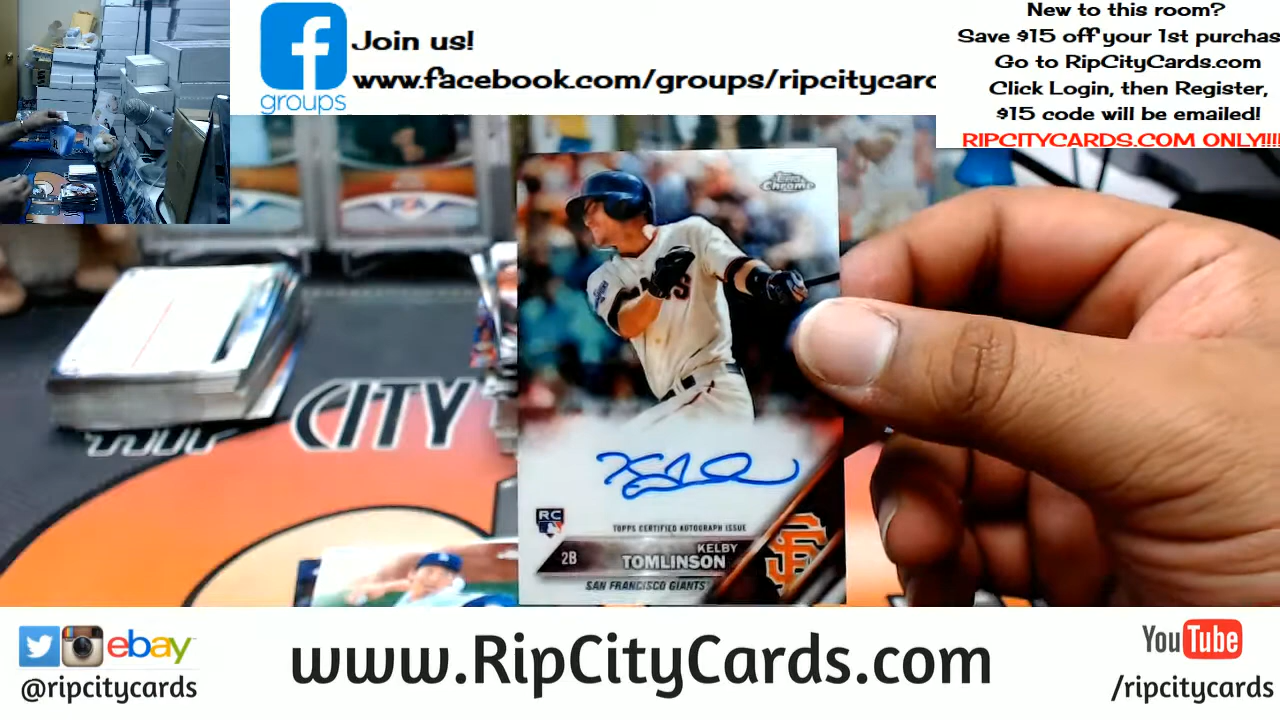 groups
Join us!
www.facebook.com/groups/ripcitycarc
New to this room?
Save $15 off your 1st purchas
Go to RipCityCards.com
Click Login, then Register,
$15 code will be emailed!
RIPCITYCARDS.COM ONLY!!!!
Topps
Chrome
CITY
RC
TOPPS CERTIFIED AUTOGRAPH ISSUE
2B
KELBY
TOMLINSON
SAN FRANCISCO GIANTS
SF
ebay
@ripcitycards
www.RipCityCards.com
YouTube
/ripcitycards